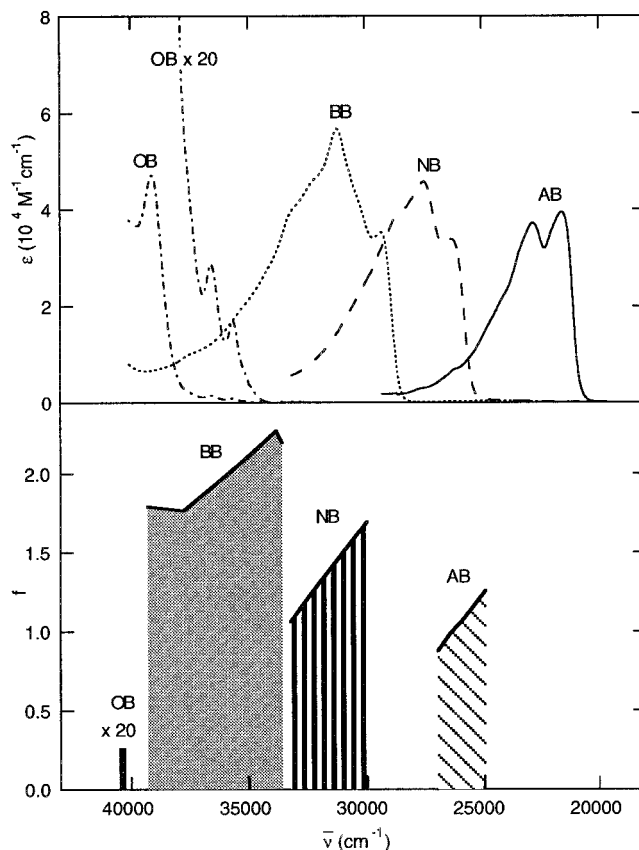 8
OB x 20
BB
6
OB
NB
AB
ε (10⁴ M⁻¹cm⁻¹)
4
2
0
BB
2.0
NB
1.5
AB
f
1.0
OB
0.5
x 20
0.0
40000
35000
30000
25000
20000
ν̅ (cm⁻¹)